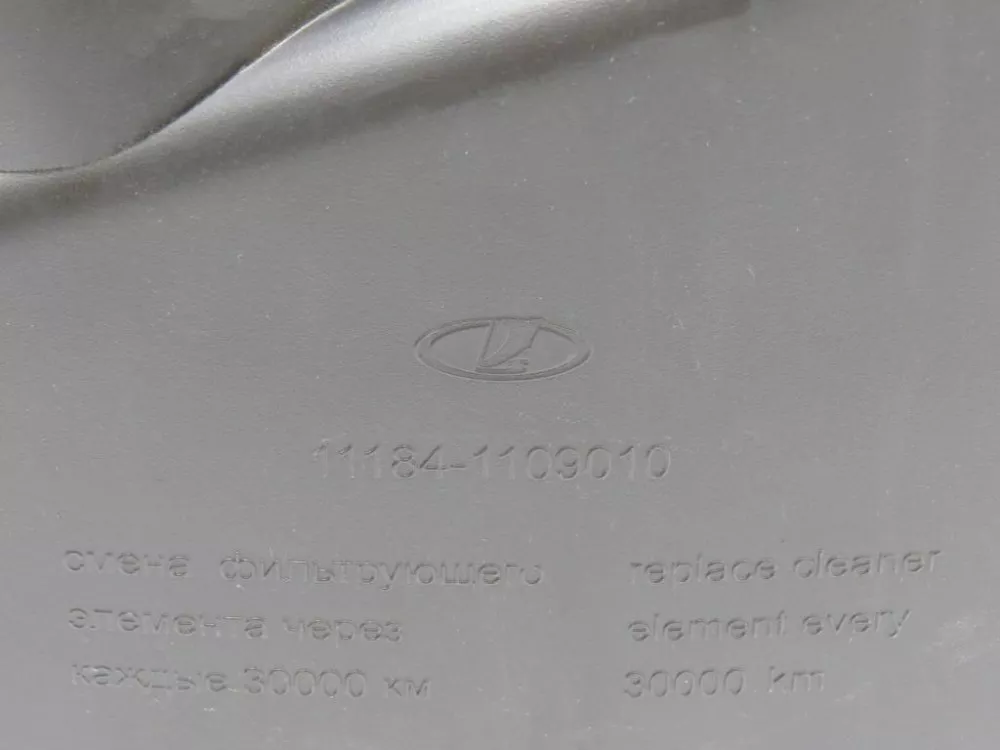 11184-1109010
смена фильтрующего
элемента через
каждые 30000 км
replace cleaner
element every
30000 km